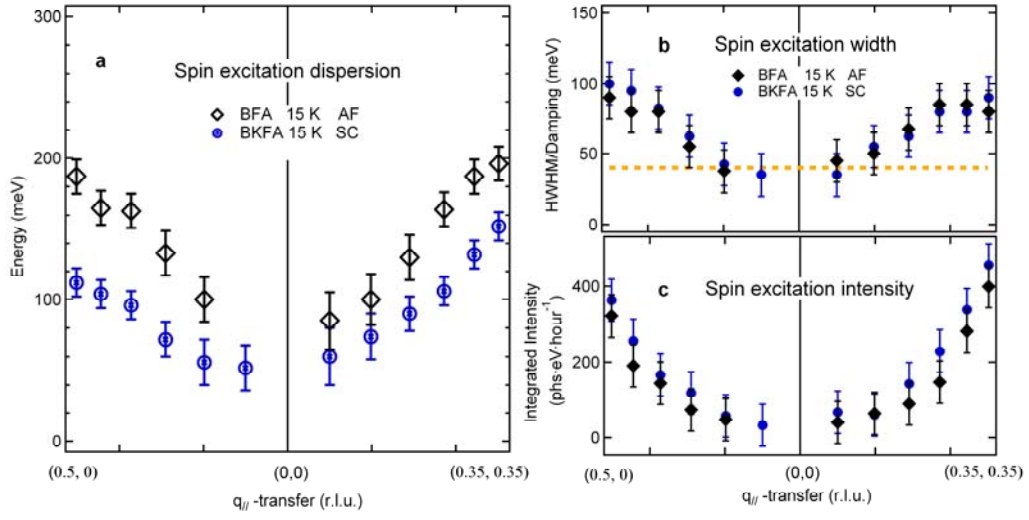 a
Spin excitation dispersion
BFA 15 K AF
BKFA 15 K SC
Energy (meV)
300
200
100
0
(0.5, 0)
(0,0)
(0.35, 0.35)
q// -transfer (r.l.u.)
b
Spin excitation width
BFA 15 K AF
BKFA 15 K SC
HWHM/Damping (meV)
150
100
50
0
c
Spin excitation intensity
Integrated Intensity
(phs·eV·hour-1)
400
200
0
(0.5, 0)
(0,0)
(0.35, 0.35)
q// -transfer (r.l.u.)